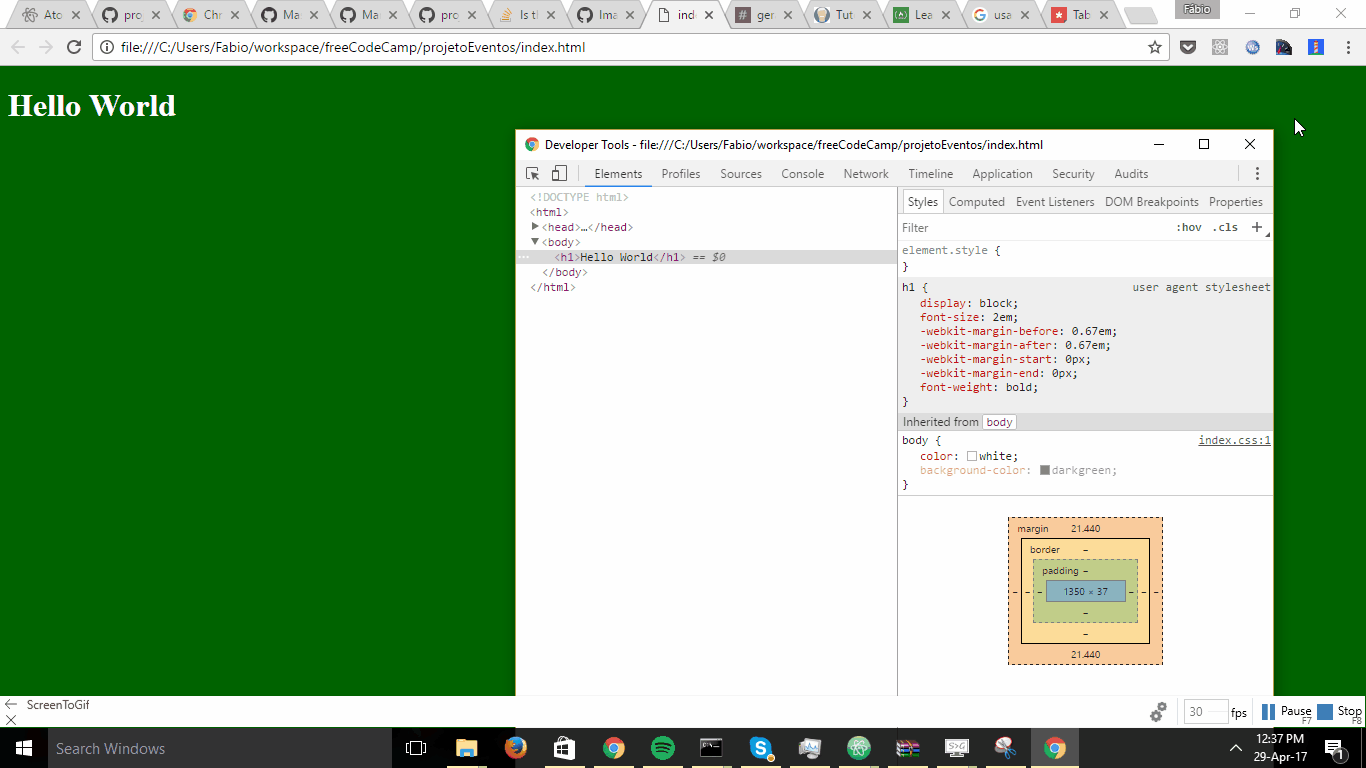 Ato
proj
Chr
Ma
Ma
proj
Is th
Ima
inde
ger
Tut
Lea
usa
Tab
Fábio
file:///C:/Users/Fabio/workspace/freeCodeCamp/projetoEventos/index.html
Hello World
Developer Tools - file:///C:/Users/Fabio/workspace/freeCodeCamp/projetoEventos/index.html
Elements Profiles Sources Console Network Timeline Application Security Audits
<!DOCTYPE html>
<html>
<head>…</head>
<body>
<h1>Hello World</h1> == $0
</body>
</html>
Styles Computed Event Listeners DOM Breakpoints Properties
Filter :hov .cls +
element.style {
}
h1 { user agent stylesheet
display: block;
font-size: 2em;
-webkit-margin-before: 0.67em;
-webkit-margin-after: 0.67em;
-webkit-margin-start: 0px;
-webkit-margin-end: 0px;
font-weight: bold;
}
Inherited from body
body { index.css:1
color: white;
background-color: darkgreen;
}
margin 21.440
border –
padding –
– – – 1350 × 37 – – –
–
–
21.440
ScreenToGif
30 fps Pause F7 Stop F8
Search Windows
S>G
12:37 PM
29-Apr-17
1